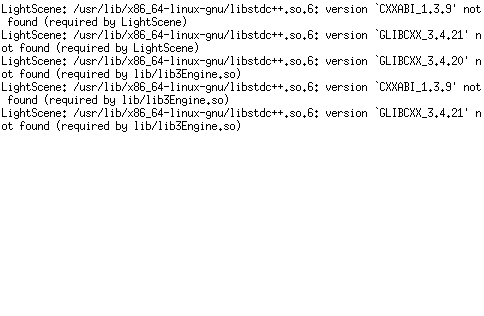 LightScene: /usr/lib/x86_64-linux-gnu/libstdc++.so.6: version `CXXABI_1.3.9' not
 found (required by LightScene)
LightScene: /usr/lib/x86_64-linux-gnu/libstdc++.so.6: version `GLIBCXX_3.4.21' n
ot found (required by LightScene)
LightScene: /usr/lib/x86_64-linux-gnu/libstdc++.so.6: version `GLIBCXX_3.4.20' n
ot found (required by lib/lib3Engine.so)
LightScene: /usr/lib/x86_64-linux-gnu/libstdc++.so.6: version `CXXABI_1.3.9' not
 found (required by lib/lib3Engine.so)
LightScene: /usr/lib/x86_64-linux-gnu/libstdc++.so.6: version `GLIBCXX_3.4.21' n
ot found (required by lib/lib3Engine.so)